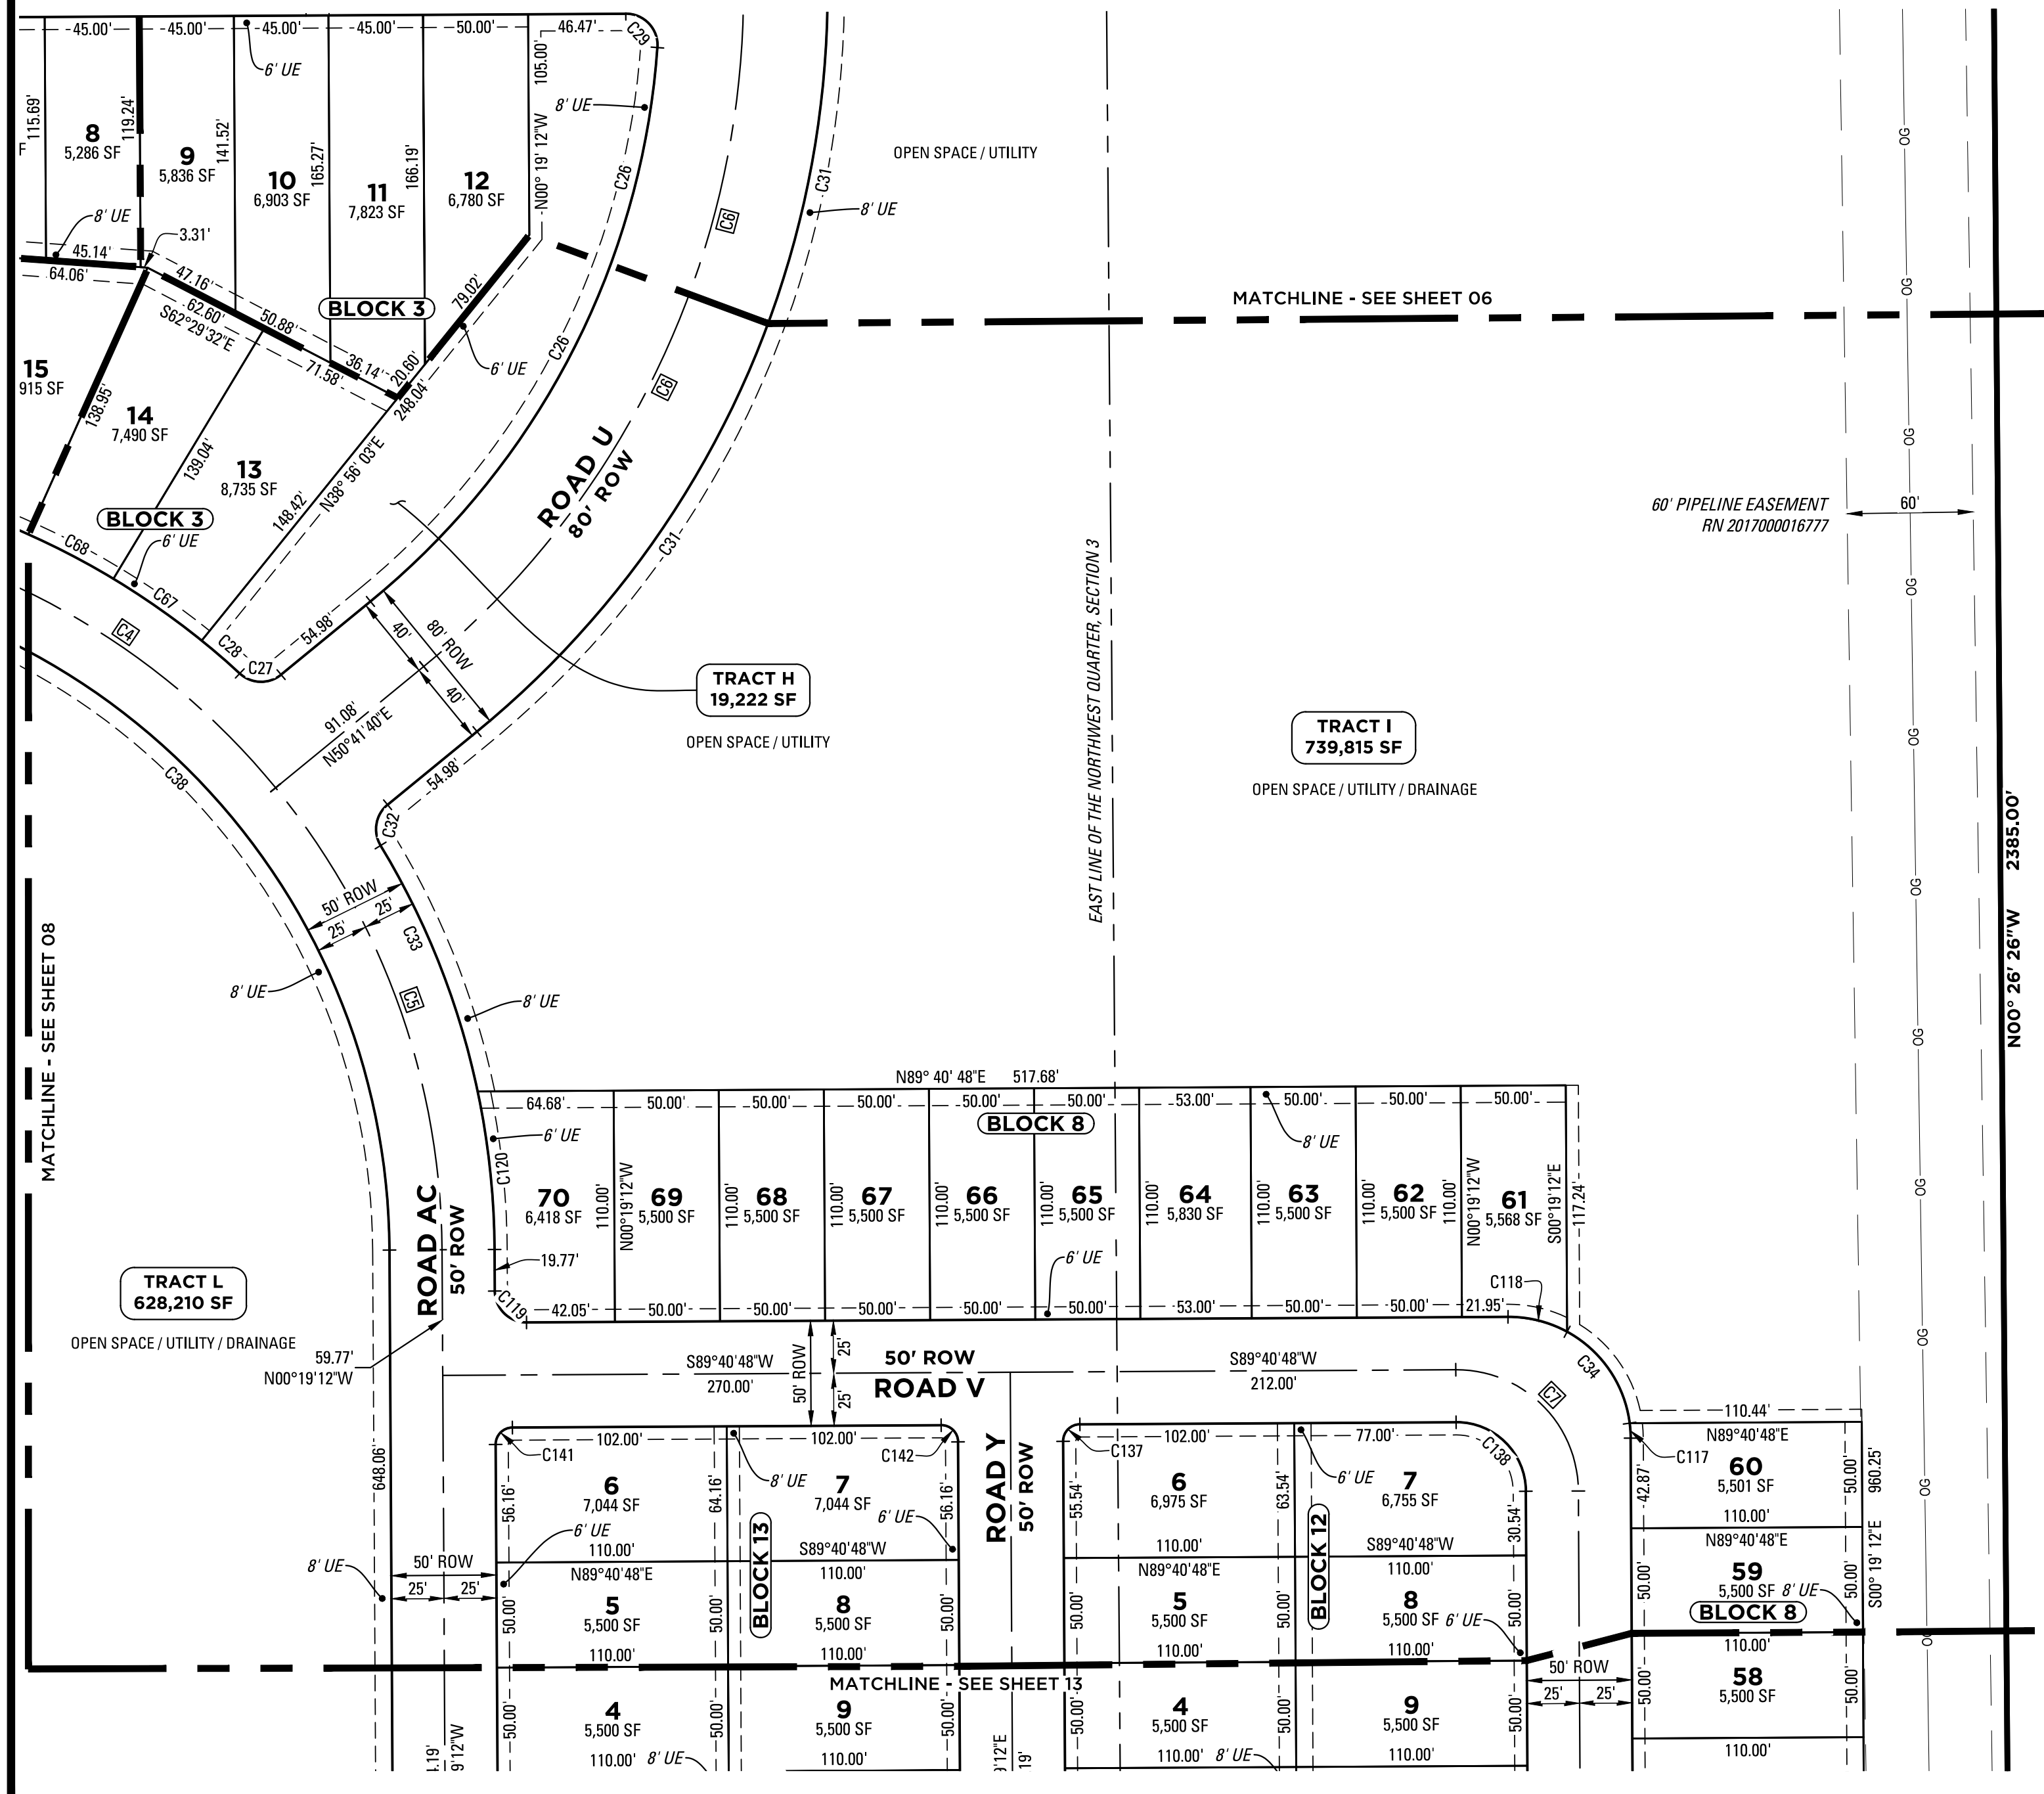 45.00'
45.00'
45.00'
45.00'
50.00'
46.47'
C29
6' UE
105.00'
N00° 19' 12"W
8' UE
115.69'
F
8
5,286 SF
119.24'
9
5,836 SF
141.52'
10
6,903 SF
165.27'
11
7,823 SF
166.19'
12
6,780 SF
C26
C6
C31
OPEN SPACE / UTILITY
8' UE
8' UE
3.31'
45.14'
64.06'
47.16'
62.60'
S62°29'32"E
50.88'
BLOCK 3
79.02'
6' UE
36.14'
71.58'
20.60'
248.04'
C26
C6
MATCHLINE - SEE SHEET 06
15
915 SF
138.95'
14
7,490 SF
139.04'
13
8,735 SF
148.42'
N38° 56' 03"E
BLOCK 3
6' UE
C68
C67
C28
C27
54.98'
C4
ROAD U
80' ROW
C31
40'
80' ROW
40'
91.08'
N50°41'40"E
54.98'
TRACT H
19,222 SF
OPEN SPACE / UTILITY
EAST LINE OF THE NORTHWEST QUARTER, SECTION 3
60' PIPELINE EASEMENT
RN 2017000016777
60'
OG
OG
OG
OG
OG
OG
OG
OG
OG
OG
OG
OG
TRACT I
739,815 SF
OPEN SPACE / UTILITY / DRAINAGE
N00° 26' 26"W 2385.00'
C38
C32
50' ROW
25'
25'
C33
8' UE
C5
8' UE
MATCHLINE - SEE SHEET 08
N89° 40' 48"E 517.68'
64.68'
50.00'
50.00'
50.00'
50.00'
50.00'
53.00'
50.00'
50.00'
50.00'
BLOCK 8
6' UE
8' UE
C120
70
6,418 SF
110.00'
N00°19'12"W
69
5,500 SF
110.00'
68
5,500 SF
110.00'
67
5,500 SF
110.00'
66
5,500 SF
110.00'
65
5,500 SF
110.00'
64
5,830 SF
110.00'
63
5,500 SF
110.00'
62
5,500 SF
110.00'
N00°19'12"W
61
5,568 SF
S00°19'12"E
117.24'
ROAD AC
50' ROW
19.77'
6' UE
C118
C119
42.05'
50.00'
50.00'
50.00'
50.00'
50.00'
53.00'
50.00'
50.00'
21.95'
C34
TRACT L
628,210 SF
OPEN SPACE / UTILITY / DRAINAGE
59.77'
N00°19'12"W
S89°40'48"W
270.00'
50' ROW
25'
25'
50' ROW
ROAD V
S89°40'48"W
212.00'
C7
648.06'
102.00'
C141
102.00'
C142
8' UE
6
7,044 SF
56.16'
64.16'
7
7,044 SF
56.16'
6' UE
6' UE
110.00'
N89°40'48"E
S89°40'48"W
110.00'
BLOCK 13
ROAD Y
50' ROW
102.00'
C137
77.00'
C138
6' UE
6
6,975 SF
55.54'
63.54'
7
6,755 SF
30.54'
110.00'
N89°40'48"E
S89°40'48"W
110.00'
BLOCK 12
110.44'
N89°40'48"E
C117
60
5,501 SF
42.87'
50.00'
960.25'
S00° 19' 12"E
110.00'
N89°40'48"E
59
5,500 SF
8' UE
50.00'
50.00'
BLOCK 8
110.00'
8' UE
50' ROW
25'
25'
5
5,500 SF
50.00'
50.00'
110.00'
8
5,500 SF
50.00'
110.00'
5
5,500 SF
50.00'
50.00'
110.00'
8
5,500 SF
6' UE
50.00'
110.00'
MATCHLINE - SEE SHEET 13
50' ROW
25'
25'
4
5,500 SF
50.00'
50.00'
110.00'
8' UE
9
5,500 SF
50.00'
110.00'
4
5,500 SF
50.00'
50.00'
110.00'
8' UE
9
5,500 SF
50.00'
110.00'
58
5,500 SF
50.00'
50.00'
110.00'
.19'
9'12"W
9'12"E
19'